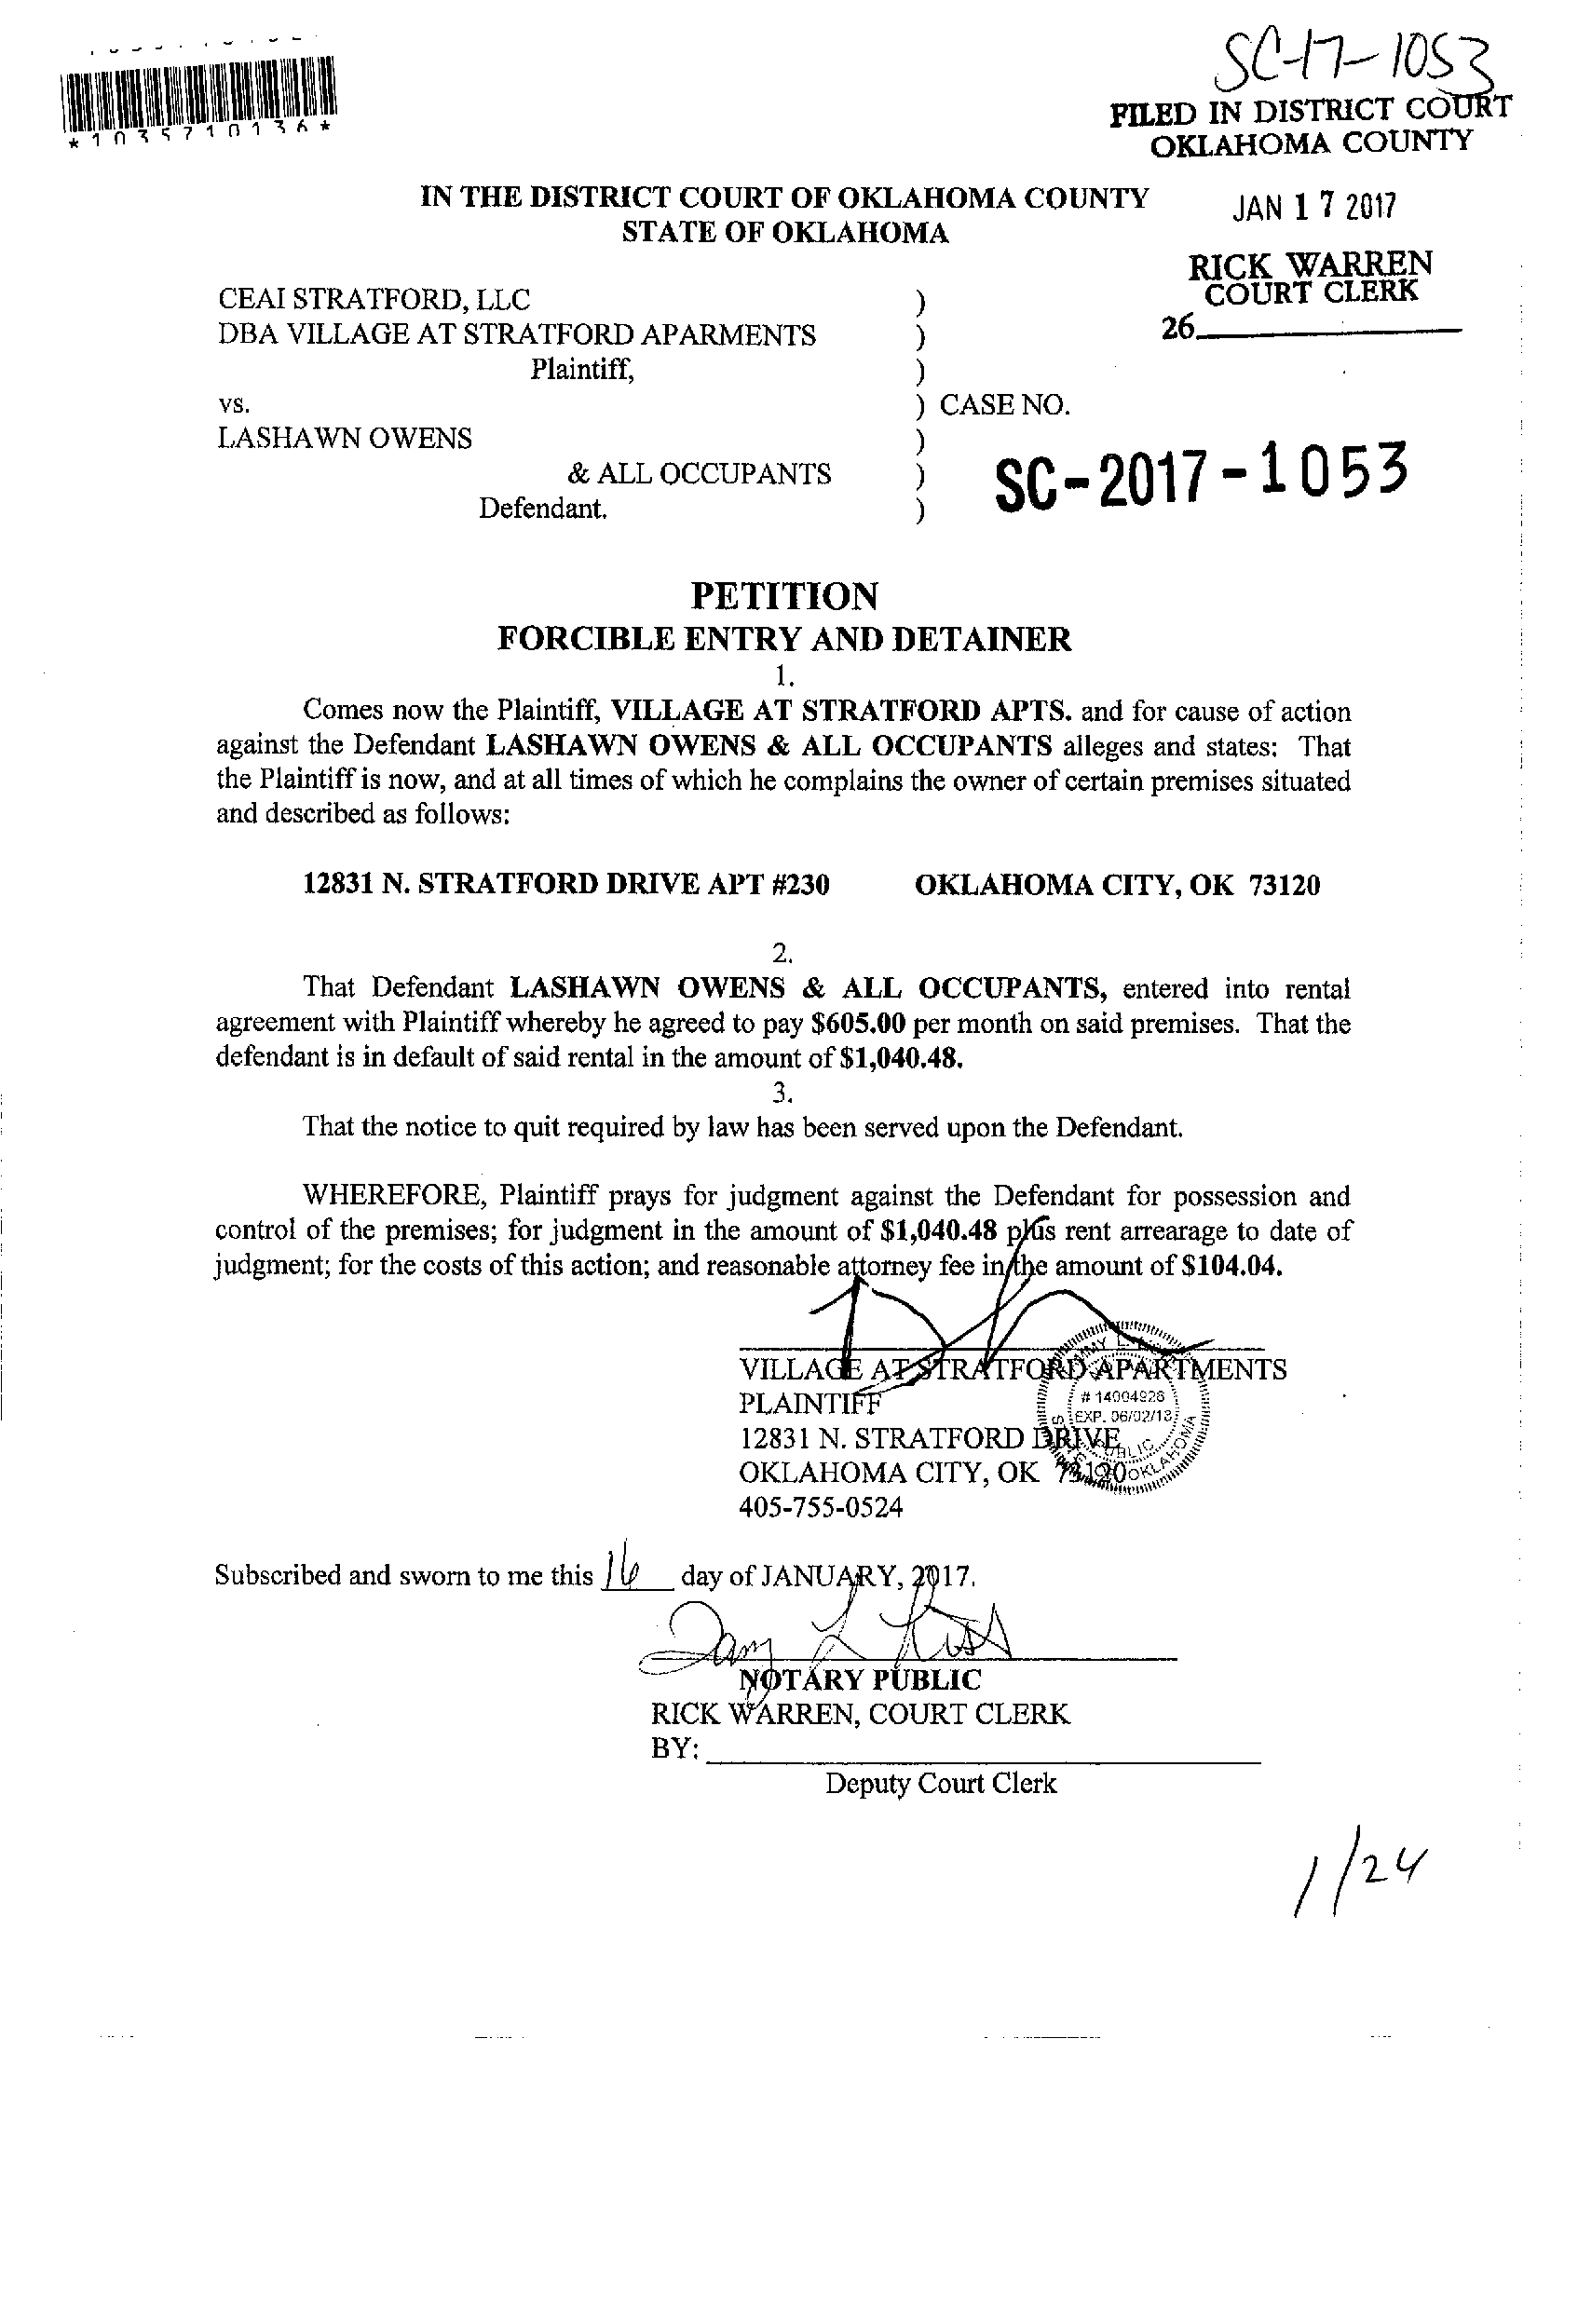 SC-17-1053
FILED IN DISTRICT COURT
OKLAHOMA COUNTY
*1035710136*
IN THE DISTRICT COURT OF OKLAHOMA COUNTY
STATE OF OKLAHOMA
JAN 17 2017
RICK WARREN
COURT CLERK
26
CEAI STRATFORD, LLC )
DBA VILLAGE AT STRATFORD APARMENTS )
Plaintiff, )
vs. ) CASE NO.
LASHAWN OWENS )
& ALL OCCUPANTS )
Defendant. )
SC-2017-1053
PETITION
FORCIBLE ENTRY AND DETAINER
1.
Comes now the Plaintiff, VILLAGE AT STRATFORD APTS. and for cause of action
against the Defendant LASHAWN OWENS & ALL OCCUPANTS alleges and states: That
the Plaintiff is now, and at all times of which he complains the owner of certain premises situated
and described as follows:
12831 N. STRATFORD DRIVE APT #230 OKLAHOMA CITY, OK 73120
2.
That Defendant LASHAWN OWENS & ALL OCCUPANTS, entered into rental
agreement with Plaintiff whereby he agreed to pay $605.00 per month on said premises. That the
defendant is in default of said rental in the amount of $1,040.48.
3.
That the notice to quit required by law has been served upon the Defendant.
WHEREFORE, Plaintiff prays for judgment against the Defendant for possession and
control of the premises; for judgment in the amount of $1,040.48 plus rent arrearage to date of
judgment; for the costs of this action; and reasonable attorney fee in the amount of $104.04.
VILLAGE AT STRATFORD APARTMENTS
PLAINTIFF
# 14004928
EXP. 06/02/18
PUBLIC
OKLAHOMA
12831 N. STRATFORD DRIVE
OKLAHOMA CITY, OK 73120
405-755-0524
Subscribed and sworn to me this 16 day of JANUARY, 2017.
NOTARY PUBLIC
RICK WARREN, COURT CLERK
BY:
Deputy Court Clerk
1/24